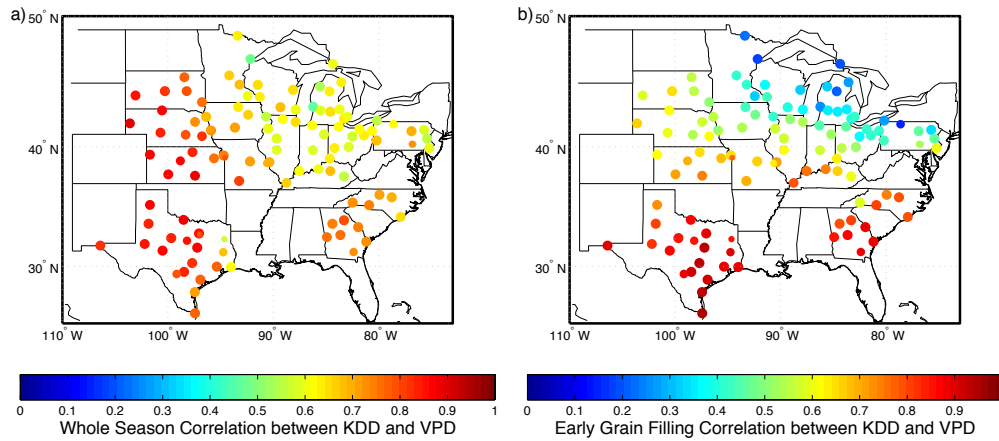 a)
50° N
40° N
30° N
110° W
100° W
90° W
80° W
0 0.1 0.2 0.3 0.4 0.5 0.6 0.7 0.8 0.9 1
Whole Season Correlation between KDD and VPD
b)
50° N
40° N
30° N
110° W
100° W
90° W
80° W
0 0.1 0.2 0.3 0.4 0.5 0.6 0.7 0.8 0.9
Early Grain Filling Correlation between KDD and VPD